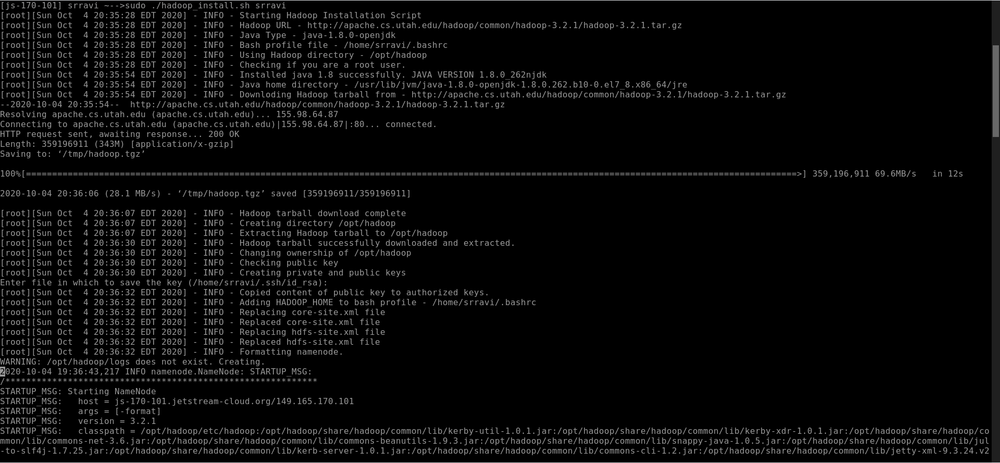 [js-170-101] srravi ~-->sudo ./hadoop_install.sh srravi
[root][Sun Oct  4 20:35:28 EDT 2020] - INFO - Starting Hadoop Installation Script
[root][Sun Oct  4 20:35:28 EDT 2020] - INFO - Hadoop URL - http://apache.cs.utah.edu/hadoop/common/hadoop-3.2.1/hadoop-3.2.1.tar.gz
[root][Sun Oct  4 20:35:28 EDT 2020] - INFO - Java Type - java-1.8.0-openjdk
[root][Sun Oct  4 20:35:28 EDT 2020] - INFO - Bash profile file - /home/srravi/.bashrc
[root][Sun Oct  4 20:35:28 EDT 2020] - INFO - Using Hadoop directory - /opt/hadoop
[root][Sun Oct  4 20:35:28 EDT 2020] - INFO - Checking if you are a root user.
[root][Sun Oct  4 20:35:54 EDT 2020] - INFO - Installed java 1.8 successfully. JAVA VERSION 1.8.0_262njdk
[root][Sun Oct  4 20:35:54 EDT 2020] - INFO - Java home directory - /usr/lib/jvm/java-1.8.0-openjdk-1.8.0.262.b10-0.el7_8.x86_64/jre
[root][Sun Oct  4 20:35:54 EDT 2020] - INFO - Downloding Hadoop tarball from - http://apache.cs.utah.edu/hadoop/common/hadoop-3.2.1/hadoop-3.2.1.tar.gz
--2020-10-04 20:35:54--  http://apache.cs.utah.edu/hadoop/common/hadoop-3.2.1/hadoop-3.2.1.tar.gz
Resolving apache.cs.utah.edu (apache.cs.utah.edu)... 155.98.64.87
Connecting to apache.cs.utah.edu (apache.cs.utah.edu)|155.98.64.87|:80... connected.
HTTP request sent, awaiting response... 200 OK
Length: 359196911 (343M) [application/x-gzip]
Saving to: ‘/tmp/hadoop.tgz’
100%[====================================================================================================================================================>] 359,196,911 69.6MB/s   in 12s
2020-10-04 20:36:06 (28.1 MB/s) - ‘/tmp/hadoop.tgz’ saved [359196911/359196911]
[root][Sun Oct  4 20:36:07 EDT 2020] - INFO - Hadoop tarball download complete
[root][Sun Oct  4 20:36:07 EDT 2020] - INFO - Creating directory /opt/hadoop
[root][Sun Oct  4 20:36:07 EDT 2020] - INFO - Extracting Hadoop tarball to /opt/hadoop
[root][Sun Oct  4 20:36:30 EDT 2020] - INFO - Hadoop tarball successfully downloaded and extracted.
[root][Sun Oct  4 20:36:30 EDT 2020] - INFO - Changing ownership of /opt/hadoop
[root][Sun Oct  4 20:36:30 EDT 2020] - INFO - Checking public key
[root][Sun Oct  4 20:36:30 EDT 2020] - INFO - Creating private and public keys
Enter file in which to save the key (/home/srravi/.ssh/id_rsa):
[root][Sun Oct  4 20:36:32 EDT 2020] - INFO - Copied content of public key to authorized keys.
[root][Sun Oct  4 20:36:32 EDT 2020] - INFO - Adding HADOOP_HOME to bash profile - /home/srravi/.bashrc
[root][Sun Oct  4 20:36:32 EDT 2020] - INFO - Replacing core-site.xml file
[root][Sun Oct  4 20:36:32 EDT 2020] - INFO - Replaced core-site.xml file
[root][Sun Oct  4 20:36:32 EDT 2020] - INFO - Replacing hdfs-site.xml file
[root][Sun Oct  4 20:36:32 EDT 2020] - INFO - Replaced hdfs-site.xml file
[root][Sun Oct  4 20:36:32 EDT 2020] - INFO - Formatting namenode.
WARNING: /opt/hadoop/logs does not exist. Creating.
2020-10-04 19:36:43,217 INFO namenode.NameNode: STARTUP_MSG:
/************************************************************
STARTUP_MSG: Starting NameNode
STARTUP_MSG:   host = js-170-101.jetstream-cloud.org/149.165.170.101
STARTUP_MSG:   args = [-format]
STARTUP_MSG:   version = 3.2.1
STARTUP_MSG:   classpath = /opt/hadoop/etc/hadoop:/opt/hadoop/share/hadoop/common/lib/kerby-util-1.0.1.jar:/opt/hadoop/share/hadoop/common/lib/kerby-xdr-1.0.1.jar:/opt/hadoop/share/hadoop/co
mmon/lib/commons-net-3.6.jar:/opt/hadoop/share/hadoop/common/lib/commons-beanutils-1.9.3.jar:/opt/hadoop/share/hadoop/common/lib/snappy-java-1.0.5.jar:/opt/hadoop/share/hadoop/common/lib/jul
-to-slf4j-1.7.25.jar:/opt/hadoop/share/hadoop/common/lib/kerb-server-1.0.1.jar:/opt/hadoop/share/hadoop/common/lib/commons-cli-1.2.jar:/opt/hadoop/share/hadoop/common/lib/jetty-xml-9.3.24.v2